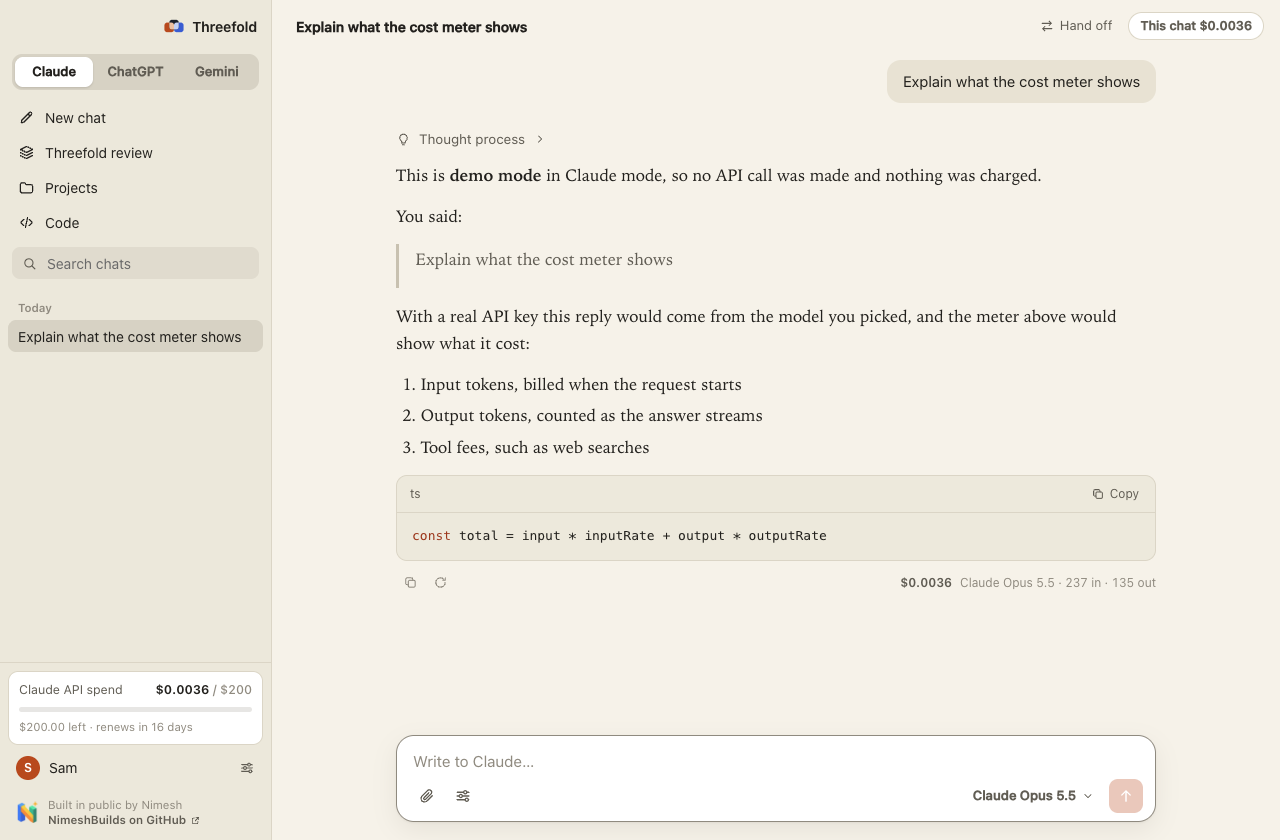 Threefold
Claude
ChatGPT
Gemini
New chat
Threefold review
Projects
Code
Search chats
Today
Explain what the cost meter shows
Claude API spend
$0.0036 / $200
$200.00 left · renews in 16 days
S
Sam
Built in public by Nimesh
NimeshBuilds on GitHub
Explain what the cost meter shows
Hand off
This chat $0.0036
Explain what the cost meter shows
Thought process
This is demo mode in Claude mode, so no API call was made and nothing was charged.
You said:
Explain what the cost meter shows
With a real API key this reply would come from the model you picked, and the meter above would
show what it cost:
1. Input tokens, billed when the request starts
2. Output tokens, counted as the answer streams
3. Tool fees, such as web searches
ts
Copy
const total = input * inputRate + output * outputRate
$0.0036 Claude Opus 5.5 · 237 in · 135 out
Write to Claude...
Claude Opus 5.5